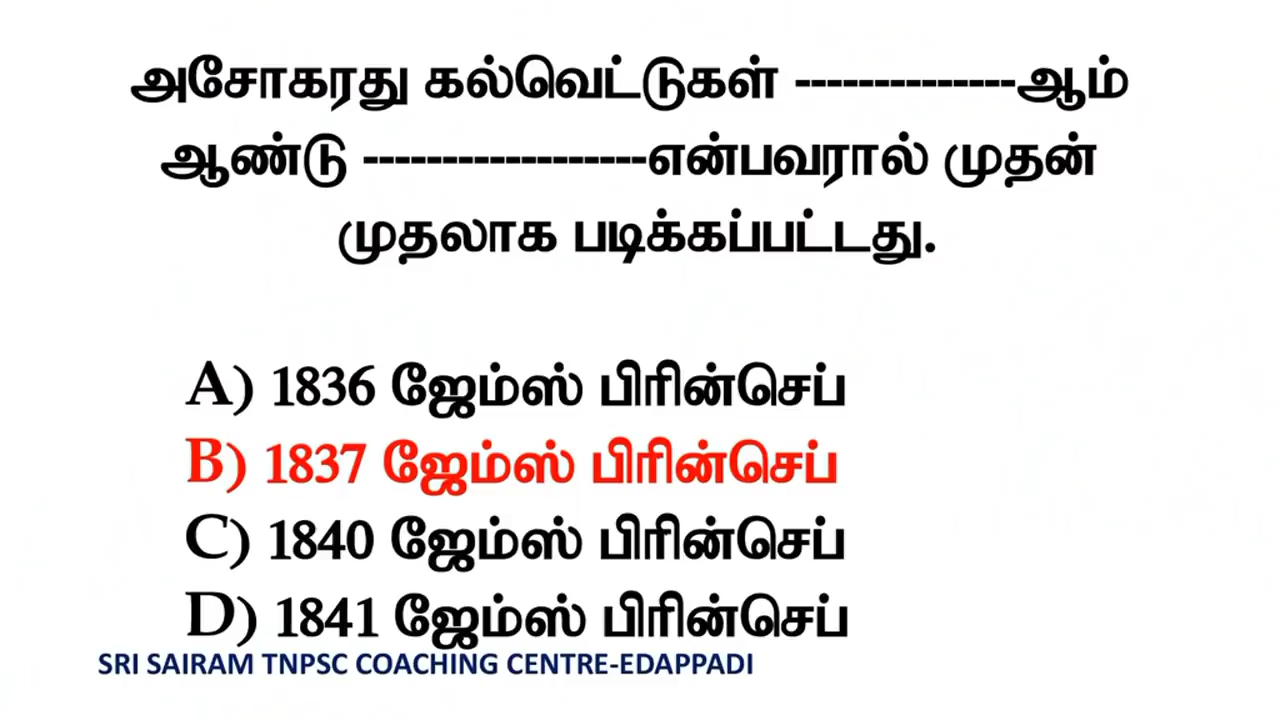 அசோகரது கல்வெட்டுகள் --------------ஆம்
ஆண்டு ------------------என்பவரால் முதன்
முதலாக படிக்கப்பட்டது.
A) 1836 ஜேம்ஸ் பிரின்செப்
B) 1837 ஜேம்ஸ் பிரின்செப்
C) 1840 ஜேம்ஸ் பிரின்செப்
D) 1841 ஜேம்ஸ் பிரின்செப்
SRI SAIRAM TNPSC COACHING CENTRE-EDAPPADI